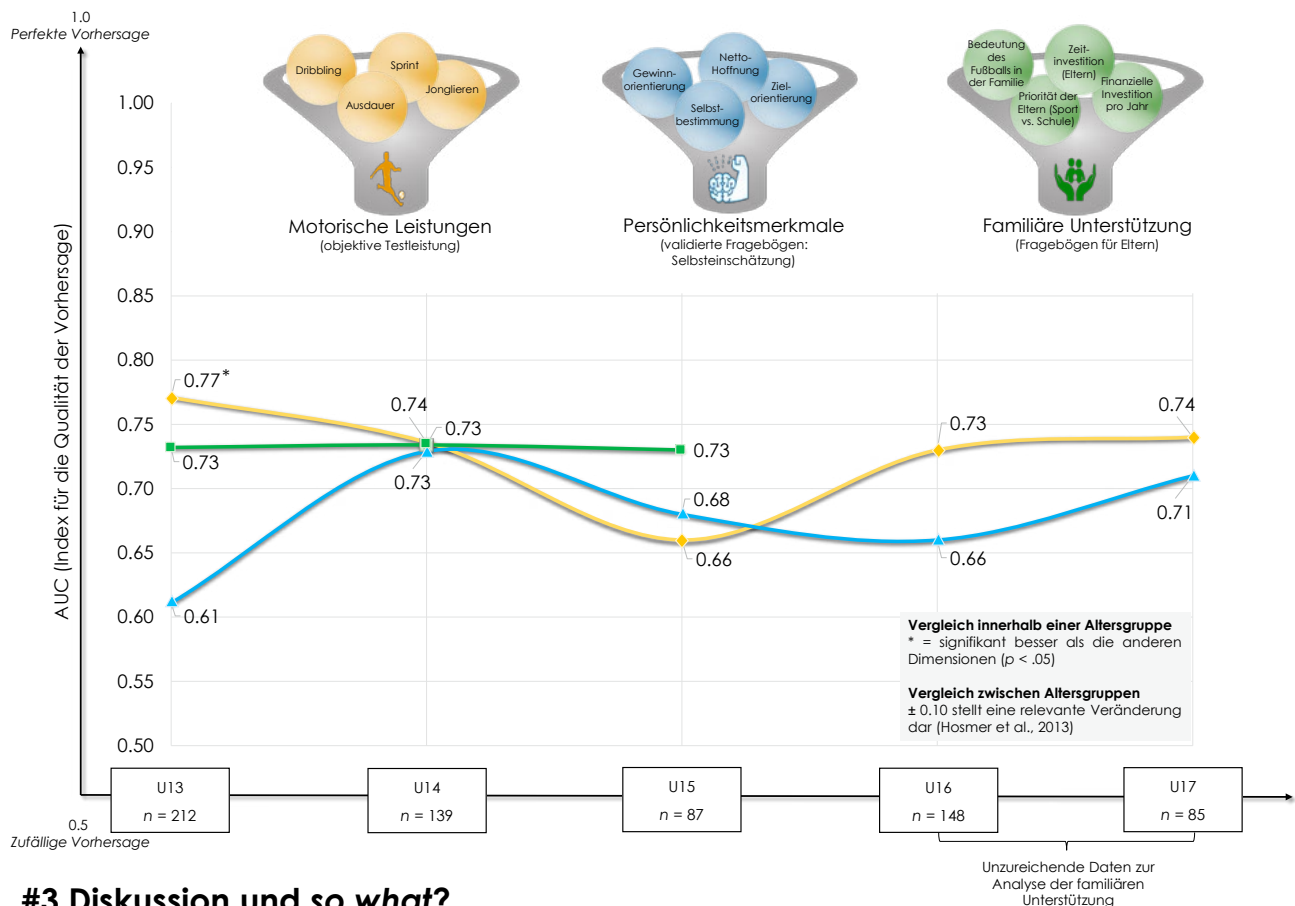 1.0
Perfekte Vorhersage
Dribbling
Sprint
Ausdauer
Jonglieren
Motorische Leistungen
(objektive Testleistung)
Gewinn-
orientierung
Netto-
Hoffnung
Selbst-
bestimmung
Ziel-
orientierung
Persönlichkeitsmerkmale
(validierte Fragebögen:
Selbsteinschätzung)
Bedeutung
des
Fußballs in
der Familie
Zeit-
investition
(Eltern)
Priorität der
Eltern (Sport
vs. Schule)
Finanzielle
Investition
pro Jahr
Familiäre Unterstützung
(Fragebögen für Eltern)
AUC (Index für die Qualität der Vorhersage)
1.00
0.95
0.90
0.85
0.80
0.75
0.70
0.65
0.60
0.55
0.50
0.77*
0.73
0.61
0.74
0.73
0.73
0.73
0.68
0.66
0.73
0.66
0.74
0.71
Vergleich innerhalb einer Altersgruppe
* = signifikant besser als die anderen
Dimensionen (p < .05)
Vergleich zwischen Altersgruppen
± 0.10 stellt eine relevante Veränderung
dar (Hosmer et al., 2013)
U13
n = 212
U14
n = 139
U15
n = 87
U16
n = 148
U17
n = 85
0.5
Zufällige Vorhersage
Unzureichende Daten zur
Analyse der familiären
Unterstützung
#3 Diskussion und so what?